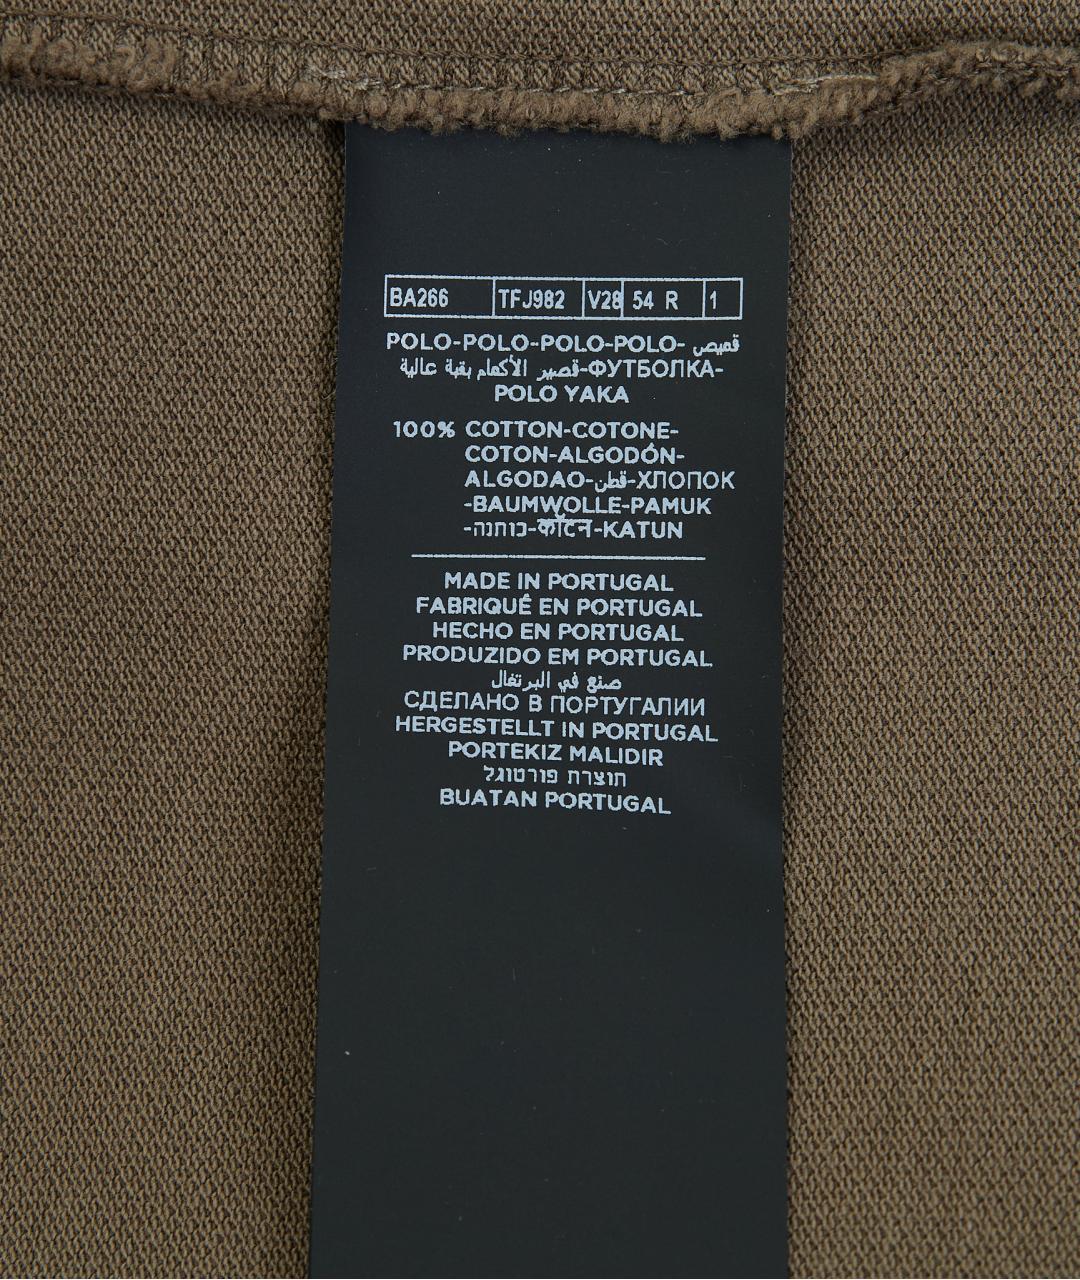 BA266 TFJ982 V28 54 R 1
POLO-POLO-POLO-POLO- قميص
قصير الأكمام بقبة عالية-ФУТБОЛКА-
POLO YAKA
100% COTTON-COTONE-
COTON-ALGODÓN-
ALGODAO-قطن-ХЛОПОК
-BAUMWOLLE-PAMUK
-כותנה-कॉटन-KATUN
MADE IN PORTUGAL
FABRIQUÉ EN PORTUGAL
HECHO EN PORTUGAL
PRODUZIDO EM PORTUGAL
صنع في البرتغال
СДЕЛАНО В ПОРТУГАЛИИ
HERGESTELLT IN PORTUGAL
PORTEKIZ MALIDIR
תוצרת פורטוגל
BUATAN PORTUGAL